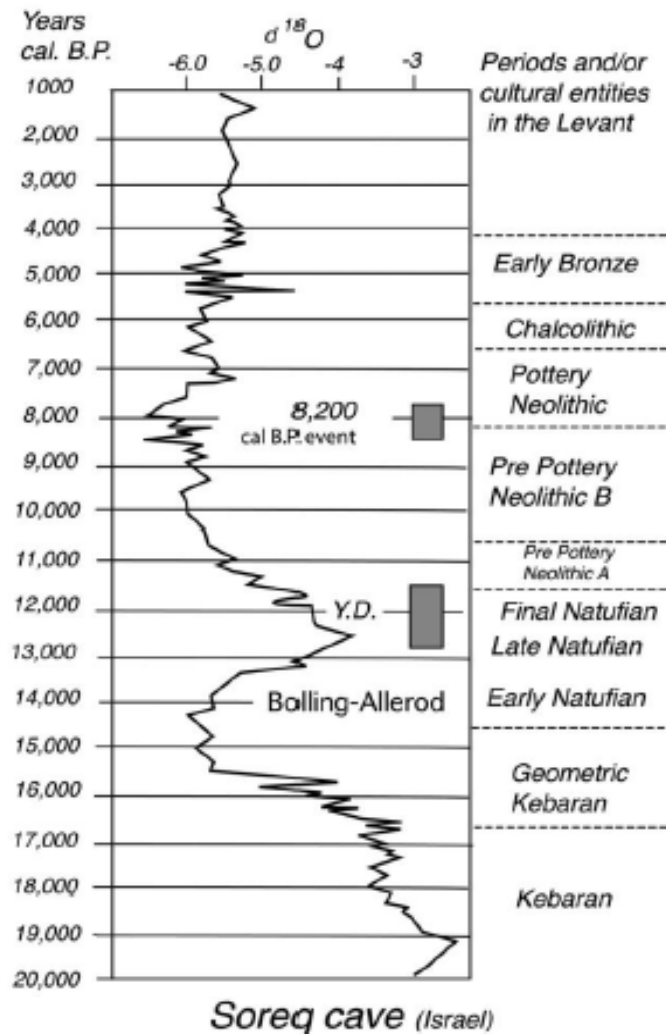 Years
cal. B.P.
d 18O
-6.0 -5.0 -4 -3
Periods and/or
cultural entities
in the Levant
1000
2,000
3,000
4,000
5,000
6,000
7,000
8,000
9,000
10,000
11,000
12,000
13,000
14,000
15,000
16,000
17,000
18,000
19,000
20,000
8,200
cal B.P. event
Y.D.
Bolling-Allerod
Early Bronze
Chalcolithic
Pottery
Neolithic
Pre Pottery
Neolithic B
Pre Pottery
Neolithic A
Final Natufian
Late Natufian
Early Natufian
Geometric
Kebaran
Kebaran
Soreq cave (Israel)